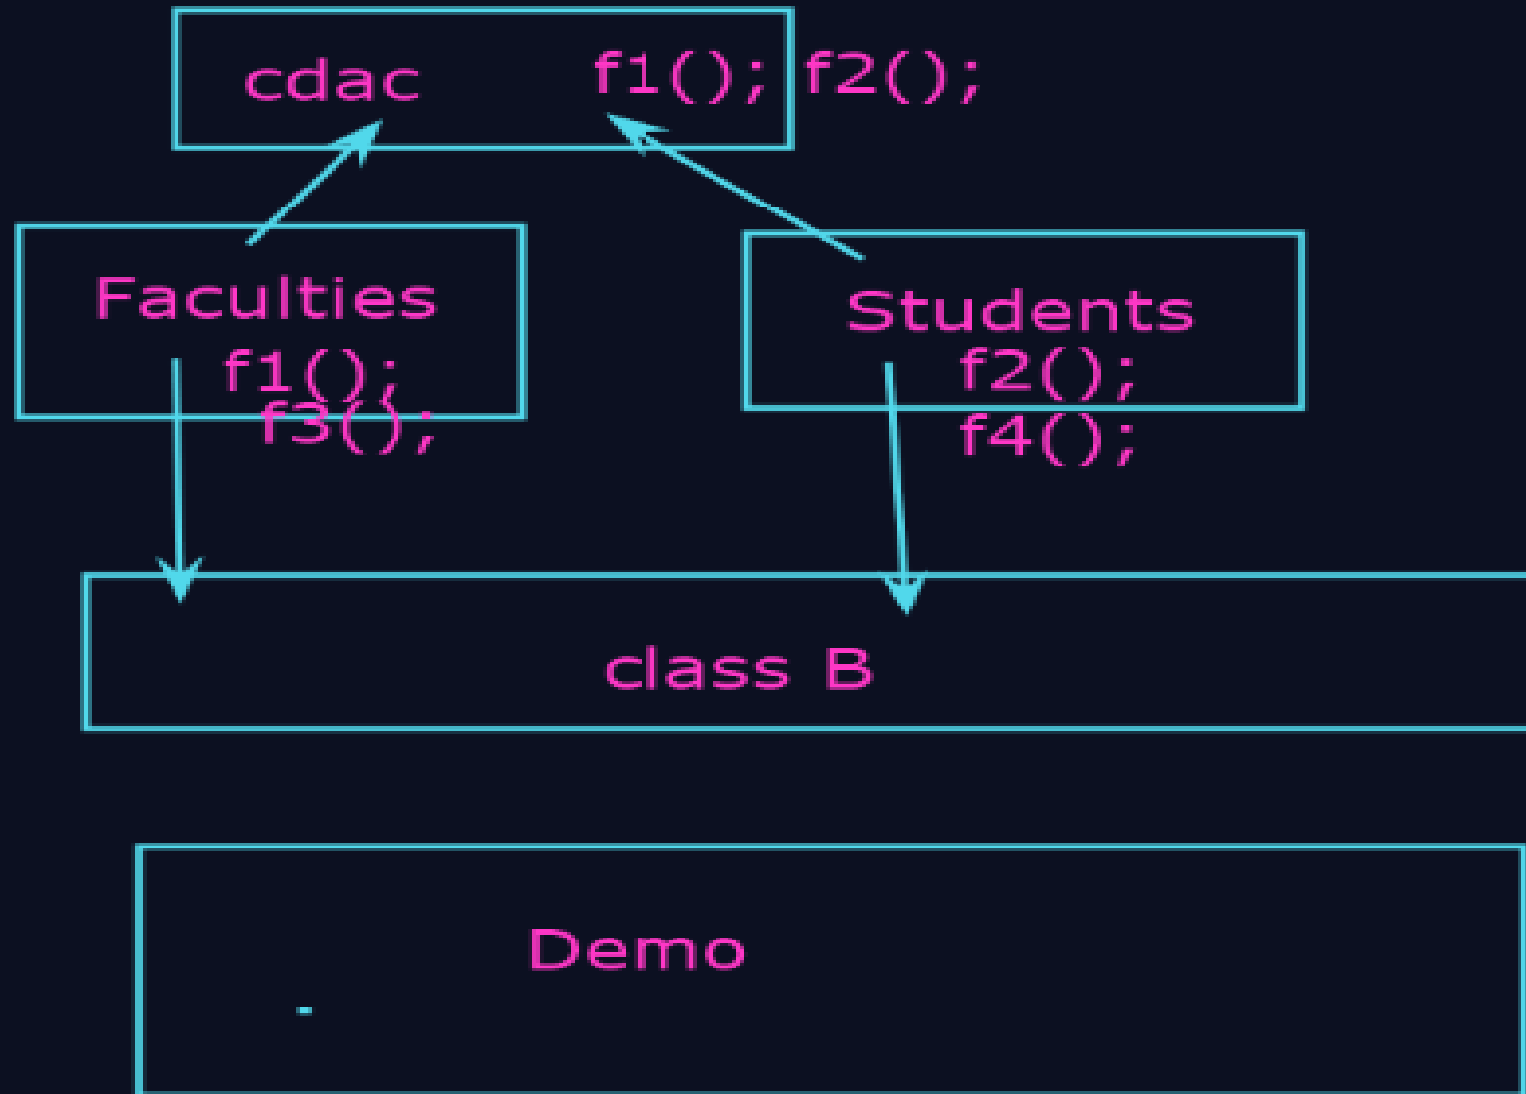 cdac f1(); f2();
Faculties
f1();
f3();
Students
f2();
f4();
class B
Demo